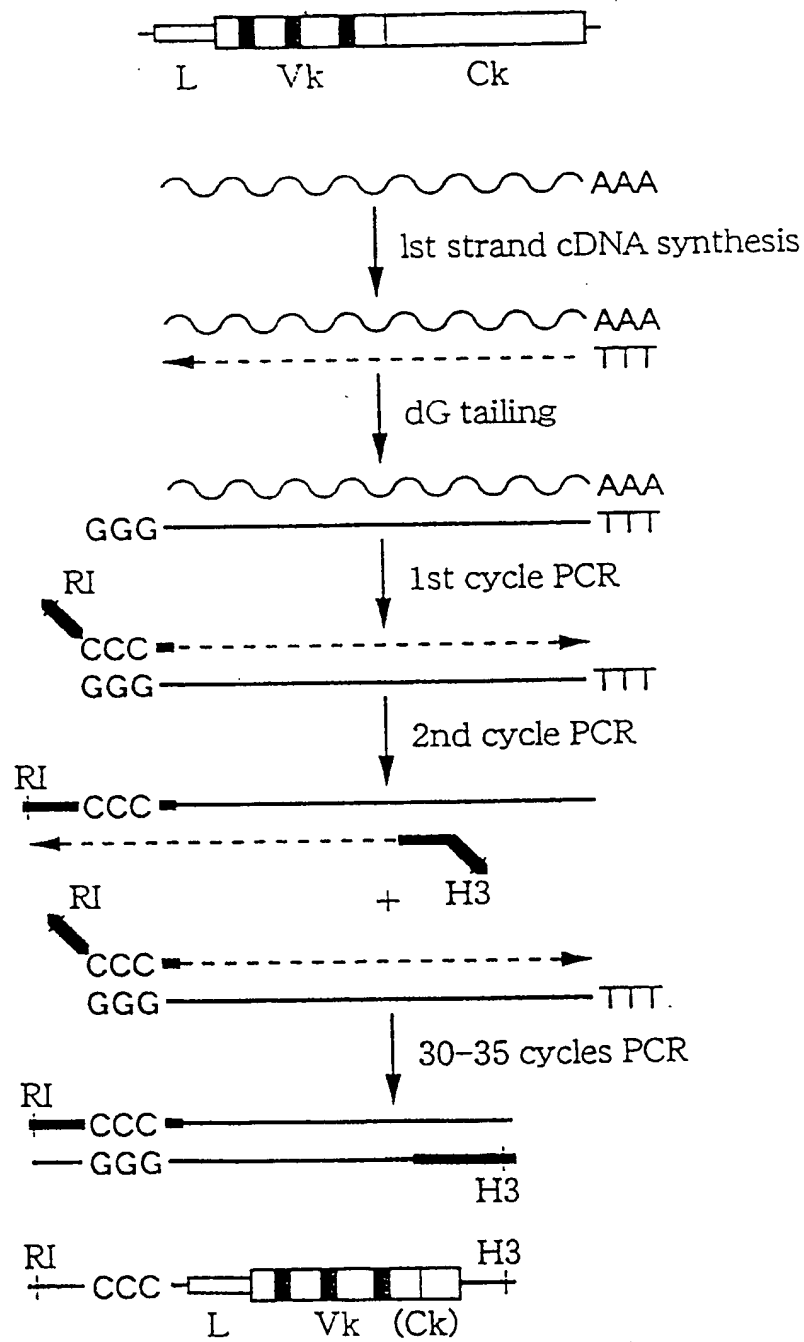 L Vk Ck
AAA
1st strand cDNA synthesis
AAA
TTT
dG tailing
AAA
GGG TTT
1st cycle PCR
RI
CCC
GGG TTT
2nd cycle PCR
RI
CCC
H3
RI +
CCC
GGG TTT
30-35 cycles PCR
RI
CCC
GGG
H3
RI H3
CCC
L Vk (Ck)